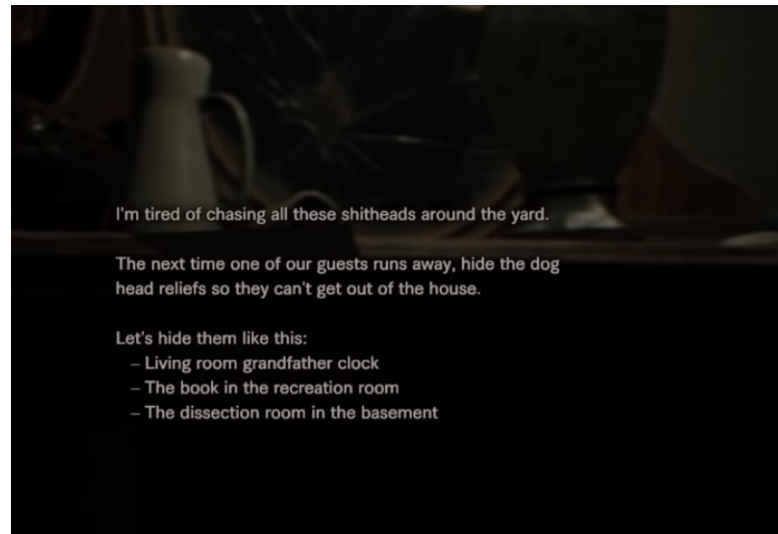 I'm tired of chasing all these shitheads around the yard.
The next time one of our guests runs away, hide the dog
head reliefs so they can't get out of the house.
Let's hide them like this:
– Living room grandfather clock
– The book in the recreation room
– The dissection room in the basement